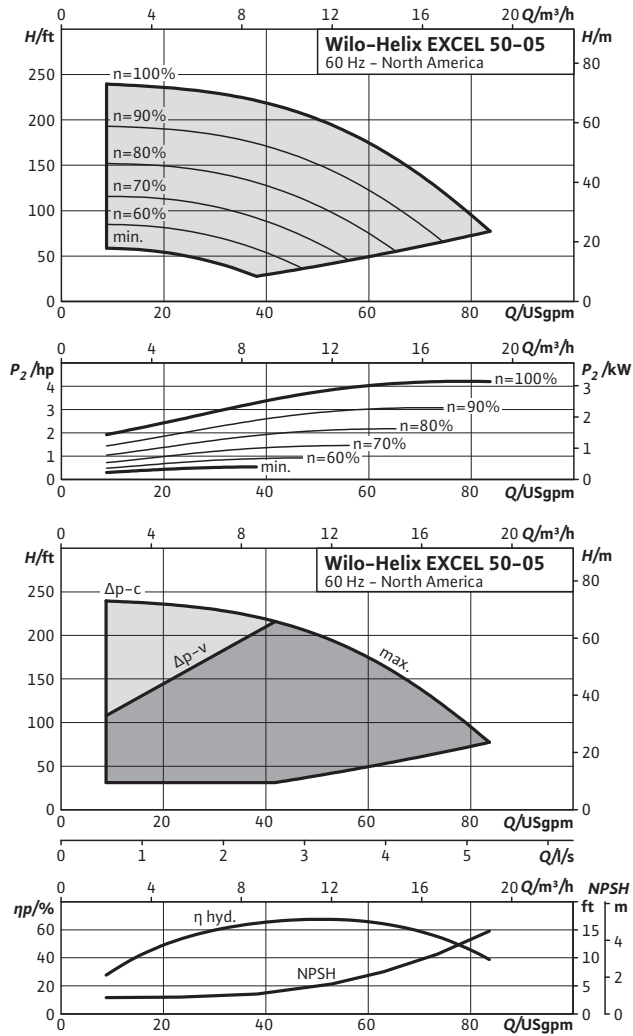 0 4 8 12 16 20 Q/m³/h
H/ft H/m
Wilo-Helix EXCEL 50-05
60 Hz – North America
250
200
150
100
50
0
80
60
40
20
0
n=100%
n=90%
n=80%
n=70%
n=60%
min.
0 20 40 60 80 Q/USgpm
0 4 8 12 16 20 Q/m³/h
P2 /hp P2 /kW
4
3
2
1
0
3
2
1
0
n=100%
n=90%
n=80%
n=70%
n=60%
min.
0 20 40 60 80 Q/USgpm
0 4 8 12 16 20 Q/m³/h
H/ft H/m
Wilo-Helix EXCEL 50-05
60 Hz – North America
250
200
150
100
50
0
80
60
40
20
0
Δp-c
Δp-v
max.
0 20 40 60 80 Q/USgpm
0 1 2 3 4 5 Q/l/s
0 4 8 12 16 20 Q/m³/h NPSH
ηp/% ft m
60
40
20
0
15
10
5
0
4
2
0
η hyd.
NPSH
0 20 40 60 80 Q/USgpm